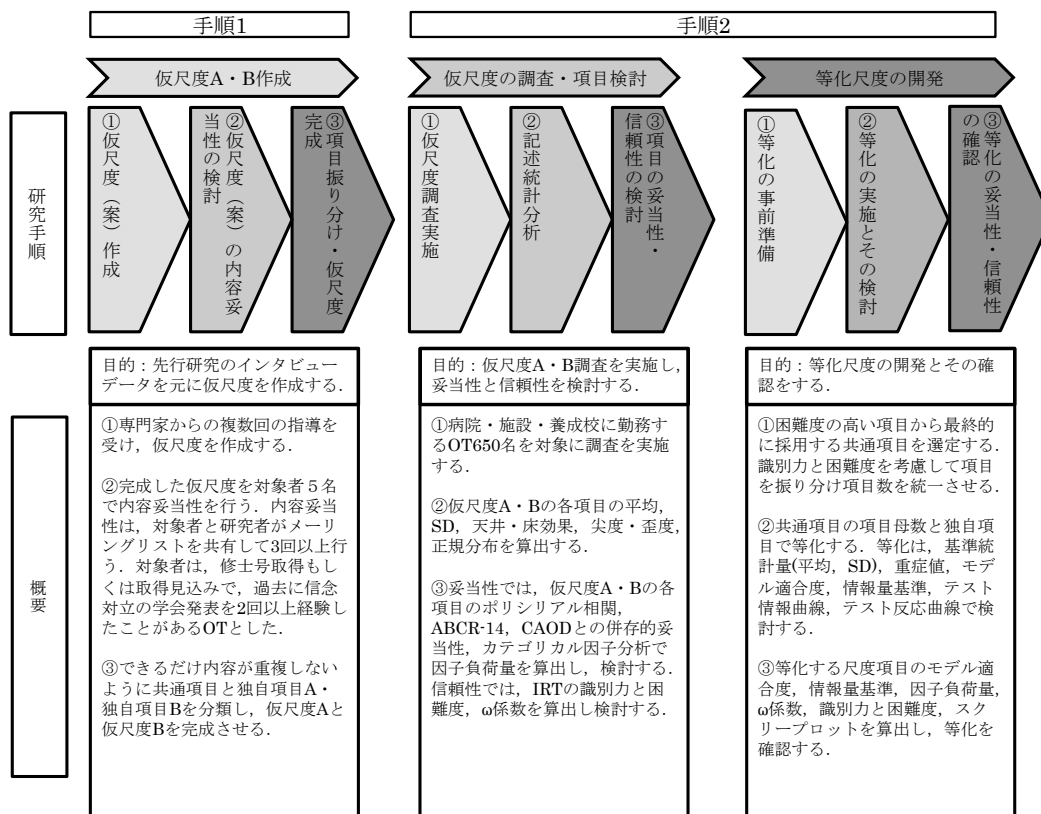 手順1
手順2
仮尺度A・B作成
仮尺度の調査・項目検討
等化尺度の開発
研究手順
①仮尺度（案）作成
②仮尺度（案）の内容妥
当性の検討
③項目振り分け・仮尺度
完成
①仮尺度調査実施
②記述統計分析
③項目の妥当性・
信頼性の検討
①等化の事前準備
②等化の実施とその検討
③等化の妥当性・信頼性
の確認
概要
目的：先行研究のインタビュー
データを元に仮尺度を作成する．
①専門家からの複数回の指導を
受け，仮尺度を作成する．
②完成した仮尺度を対象者５名
で内容妥当性を行う．内容妥当
性は，対象者と研究者がメーリ
ングリストを共有して3回以上行
う．対象者は，修士号取得もし
くは取得見込みで，過去に信念
対立の学会発表を2回以上経験し
たことがあるOTとした．
③できるだけ内容が重複しない
ように共通項目と独自項目A・
独自項目Bを分類し，仮尺度Aと
仮尺度Bを完成させる．
目的：仮尺度A・B調査を実施し，
妥当性と信頼性を検討する．
①病院・施設・養成校に勤務す
るOT650名を対象に調査を実施
する．
②仮尺度A・Bの各項目の平均，
SD，天井・床効果，尖度・歪度，
正規分布を算出する．
③妥当性では，仮尺度A・Bの各
項目のポリシリアル相関，
ABCR-14，CAODとの併存的妥
当性，カテゴリカル因子分析で
因子負荷量を算出し，検討する．
信頼性では，IRTの識別力と困
難度，ω係数を算出し検討する．
目的：等化尺度の開発とその確
認をする．
①困難度の高い項目から最終的
に採用する共通項目を選定する．
識別力と困難度を考慮して項目
を振り分け項目数を統一させる．
②共通項目の項目母数と独自項
目で等化する．等化は，基準統
計量(平均，SD)，重症値，モデ
ル適合度，情報量基準，テスト
情報曲線，テスト反応曲線で検
討する．
③等化する尺度項目のモデル適
合度，情報量基準，因子負荷量，
ω係数，識別力と困難度，スク
リープロットを算出し，等化を
確認する．